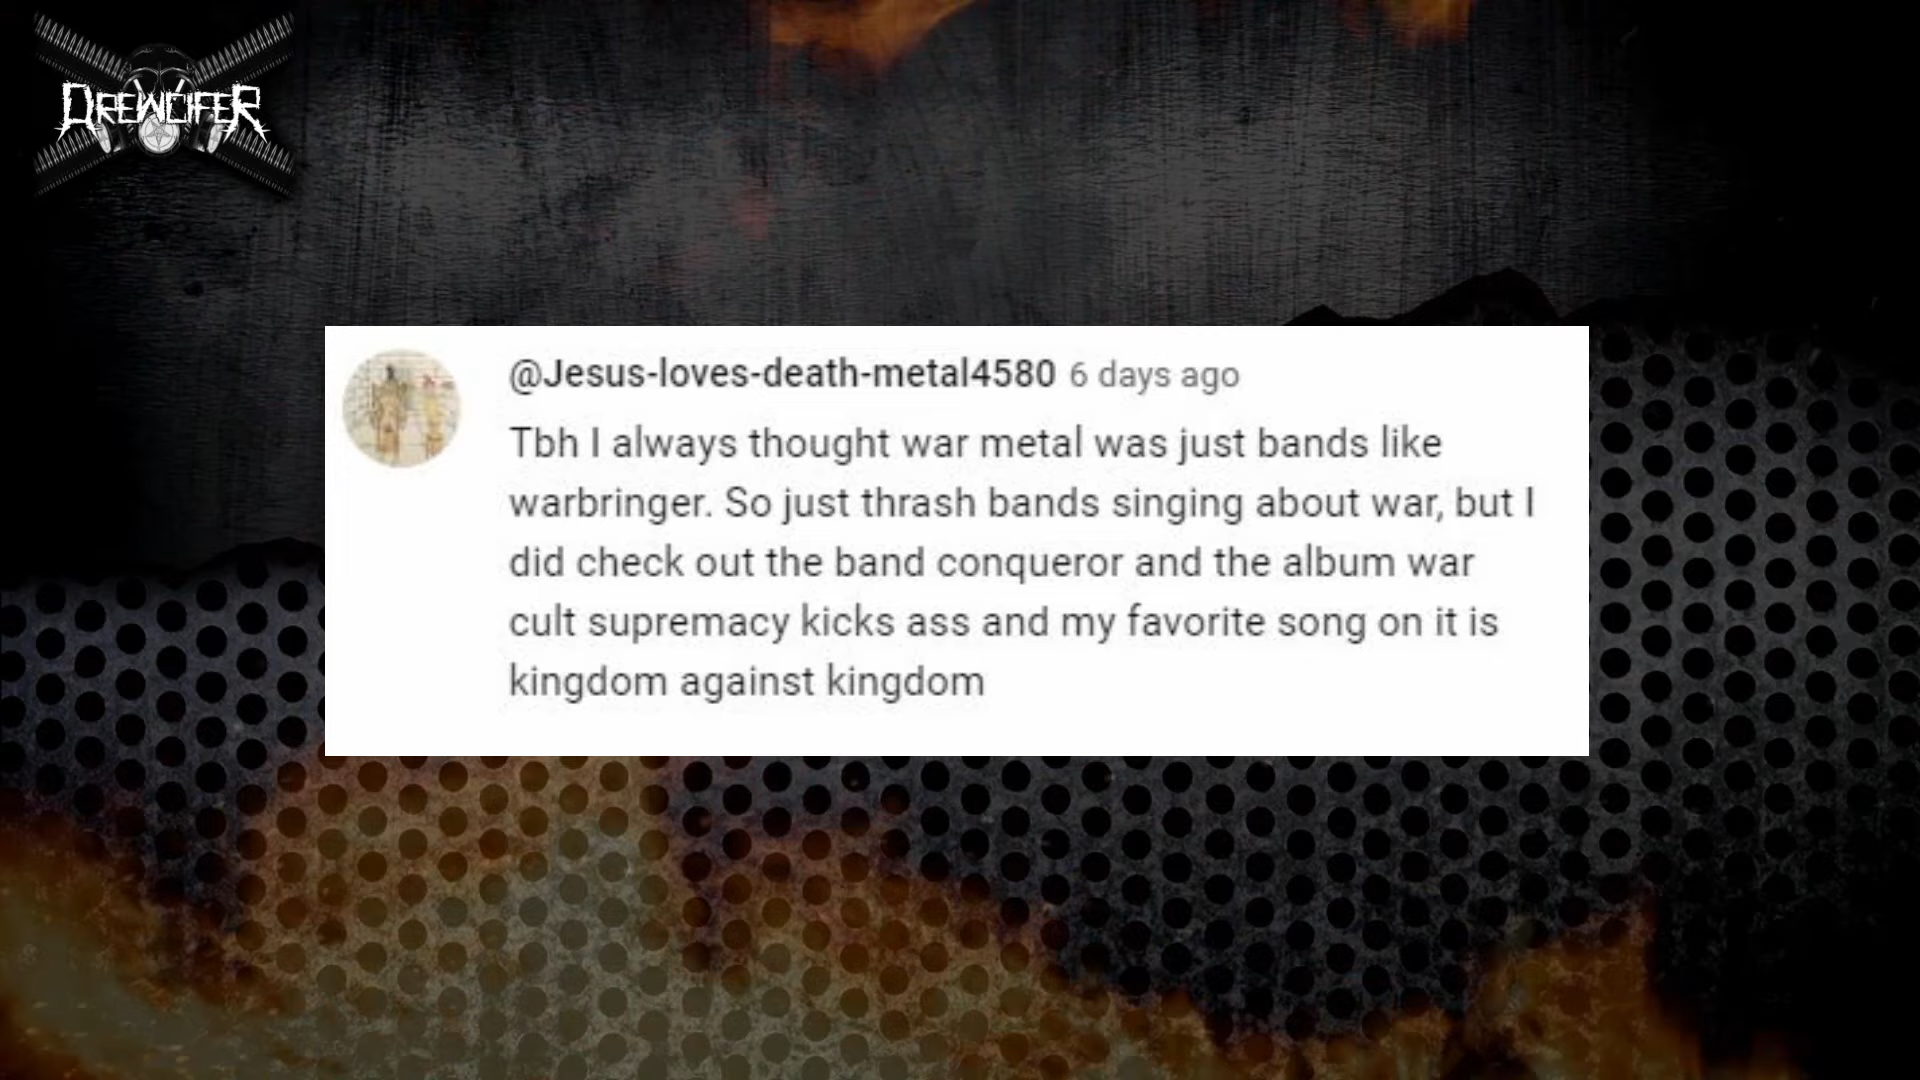 DREWCIFER
@Jesus-loves-death-metal4580 6 days ago
Tbh I always thought war metal was just bands like
warbringer. So just thrash bands singing about war, but I
did check out the band conqueror and the album war
cult supremacy kicks ass and my favorite song on it is
kingdom against kingdom